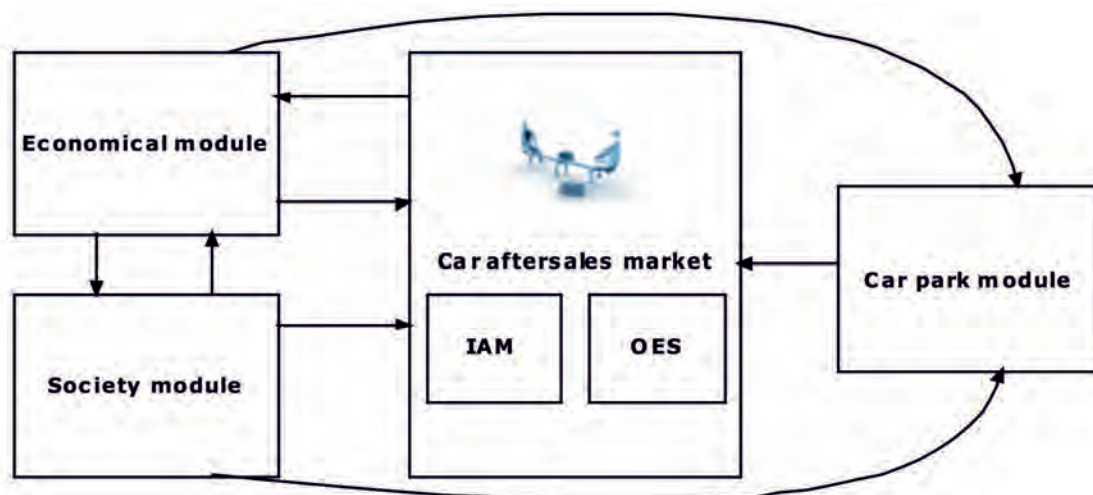 Economical module
Car aftersales market
Car park module
IAM
OES
Society module